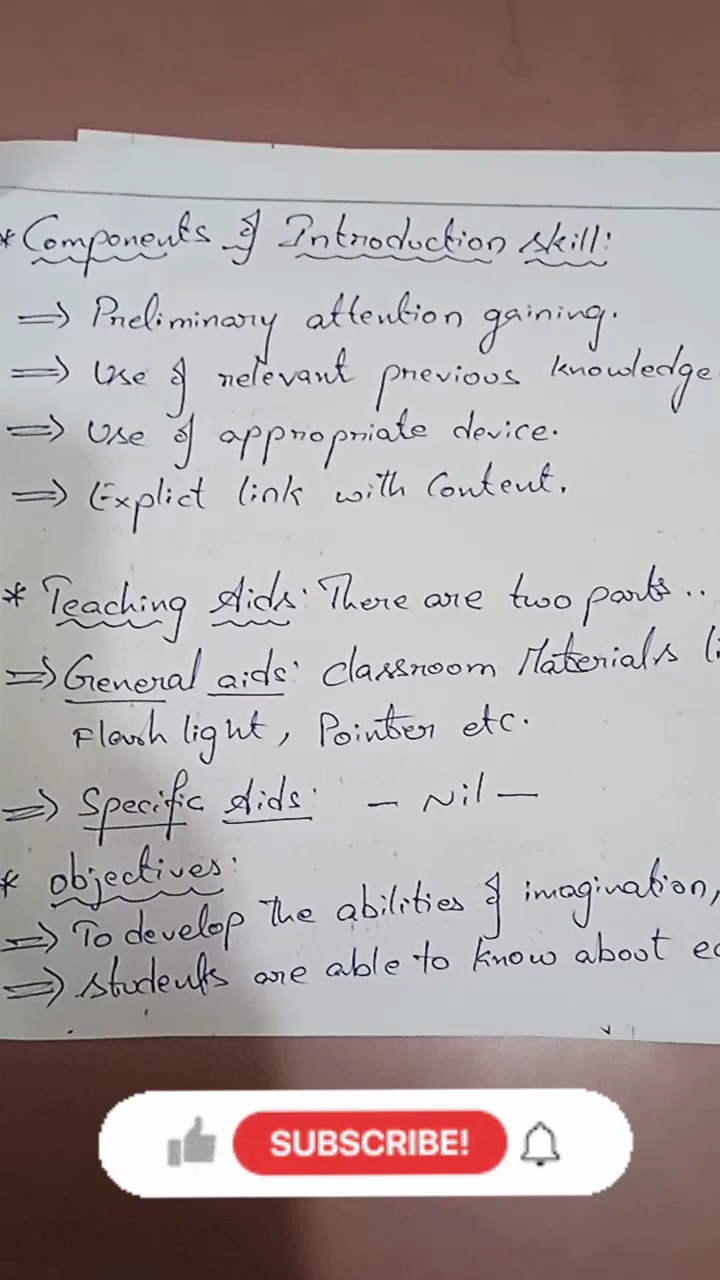 * Components of Introduction skill:
⇒ Preliminary attention gaining.
⇒ Use of relevant previous knowledge
⇒ Use of appropriate device.
⇒ Explict link with Content.
* Teaching Aids: There are two parts..
⇒ General aids: classroom Materials
Flash light, Pointer etc.
⇒ Specific Aids: - Nil -
* objectives:
⇒ To develop the abilities of imagination,
⇒ students are able to know about
SUBSCRIBE!